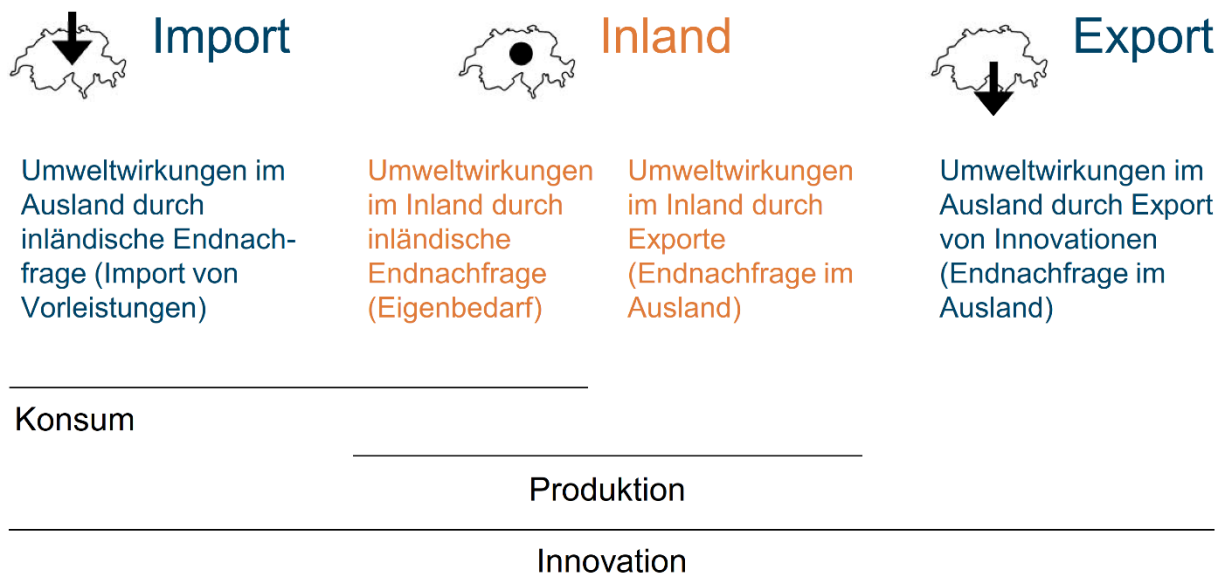 Import
Inland
Export
Umweltwirkungen im
Ausland durch
inländische Endnach-
frage (Import von
Vorleistungen)
Umweltwirkungen
im Inland durch
inländische
Endnachfrage
(Eigenbedarf)
Umweltwirkungen
im Inland durch
Exporte
(Endnachfrage im
Ausland)
Umweltwirkungen im
Ausland durch Export
von Innovationen
(Endnachfrage im
Ausland)
Konsum
Produktion
Innovation